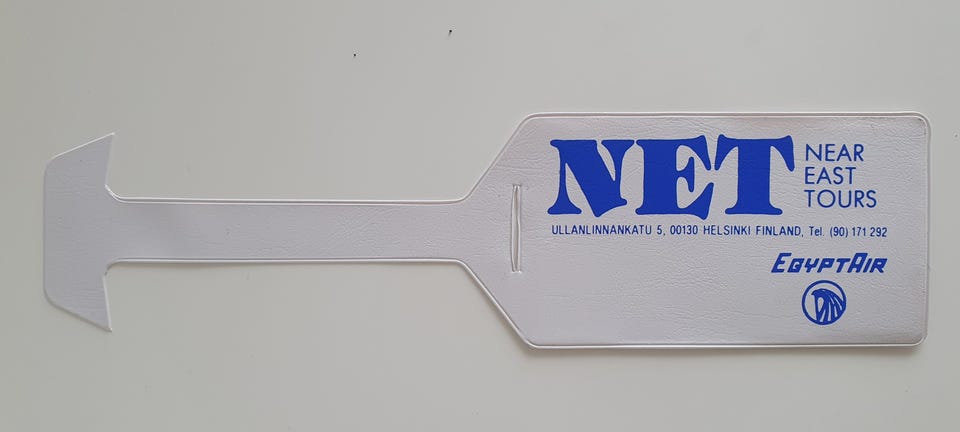 NET
NEAR
EAST
TOURS
ULLANLINNANKATU 5, 00130 HELSINKI FINLAND, Tel. (90) 171 292
EGYPTAIR